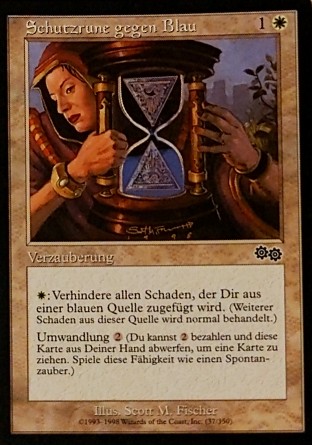 Schutzrune gegen Blau 1
Verzauberung
:Verhindere allen Schaden, der Dir aus
einer blauen Quelle zugefügt wird. (Weiterer
Schaden aus dieser Quelle wird normal behandelt.)
Umwandlung 2 (Du kannst 2 bezahlen und diese
Karte aus Deiner Hand abwerfen, um eine Karte zu
ziehen. Spiele diese Fähigkeit wie einen Spontan-
zauber.)
Illus. Scott M. Fischer
©1993-1998 Wizards of the Coast, Inc. (37/350)